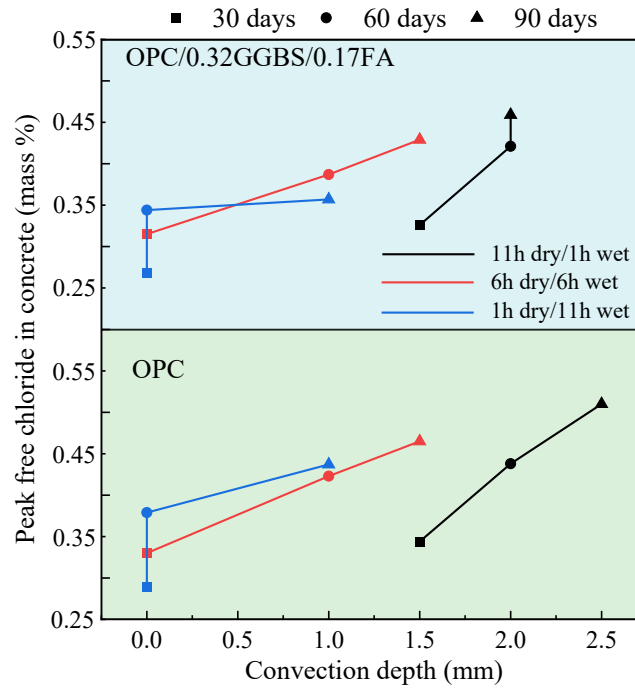 30 days 60 days 90 days
OPC/0.32GGBS/0.17FA
0.55
0.45
0.35
0.25
11h dry/1h wet
6h dry/6h wet
1h dry/11h wet
OPC
0.55
0.45
0.35
0.25
Peak free chloride in concrete (mass %)
0.0 0.5 1.0 1.5 2.0 2.5
Convection depth (mm)